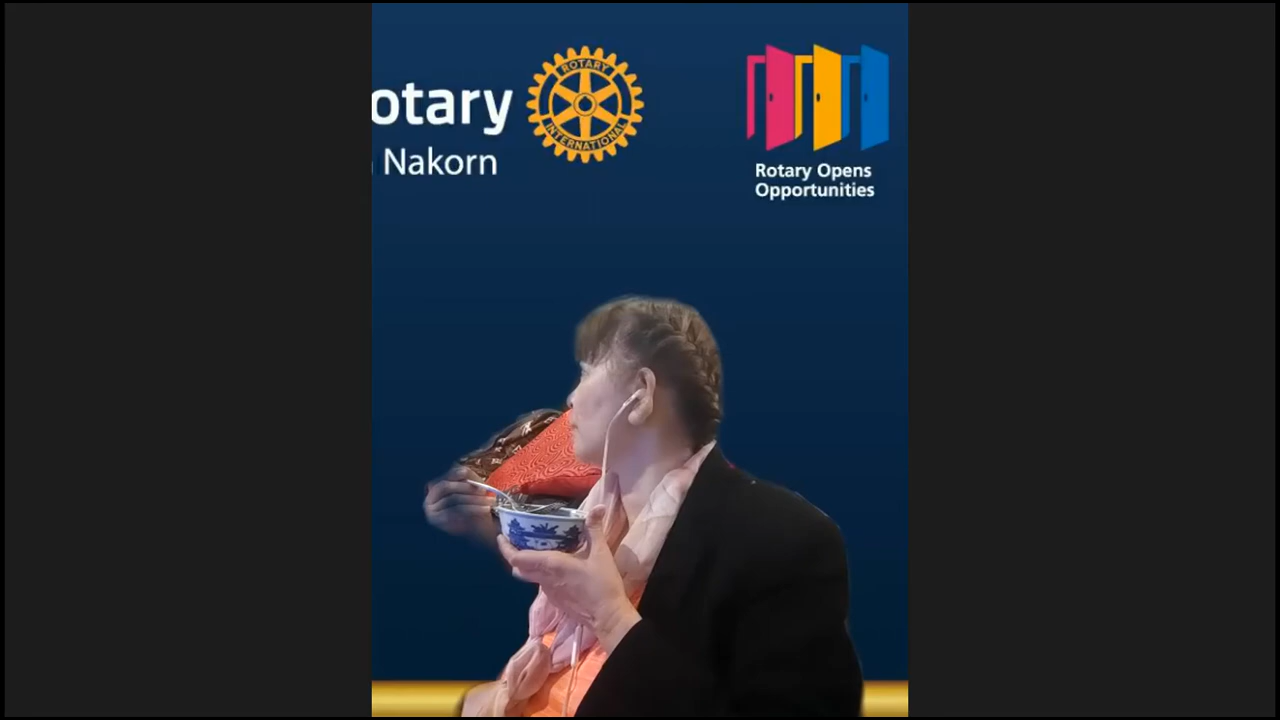 otary
Nakorn
ROTARY
INTERNATIONAL
Rotary Opens
Opportunities